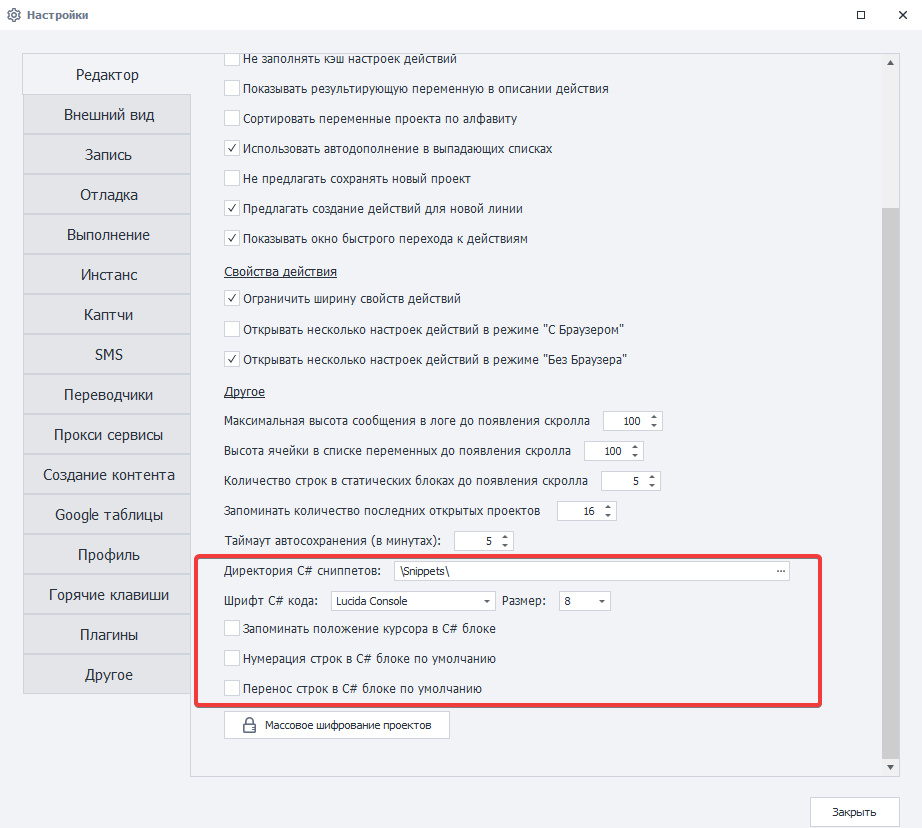 Настройки
Редактор
Внешний вид
Запись
Отладка
Выполнение
Инстанс
Каптчи
SMS
Переводчики
Прокси сервисы
Создание контента
Google таблицы
Профиль
Горячие клавиши
Плагины
Другое
Не заполнять кэш настроек действий
Показывать результирующую переменную в описании действия
Сортировать переменные проекта по алфавиту
Использовать автодополнение в выпадающих списках
Не предлагать сохранять новый проект
Предлагать создание действий для новой линии
Показывать окно быстрого перехода к действиям
Свойства действия
Ограничить ширину свойств действий
Открывать несколько настроек действий в режиме "С Браузером"
Открывать несколько настроек действий в режиме "Без Браузера"
Другое
Максимальная высота сообщения в логе до появления скролла 100
Высота ячейки в списке переменных до появления скролла 100
Количество строк в статических блоках до появления скролла 5
Запоминать количество последних открытых проектов 16
Таймаут автосохранения (в минутах): 5
Директория C# сниппетов: \Snippets\ ...
Шрифт C# кода: Lucida Console Размер: 8
Запоминать положение курсора в C# блоке
Нумерация строк в C# блоке по умолчанию
Перенос строк в C# блоке по умолчанию
Массовое шифрование проектов
Закрыть